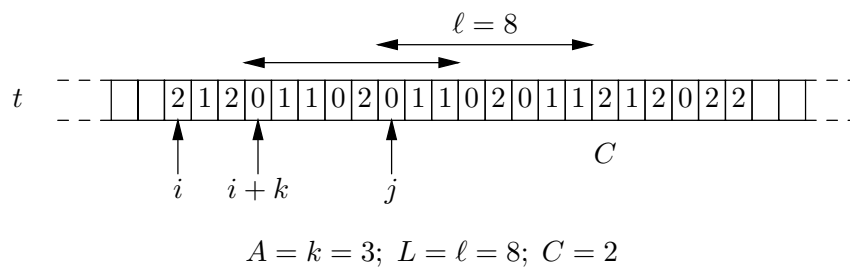 ℓ = 8
t 2 1 2 0 1 1 0 2 0 1 1 0 2 0 1 1 2 1 2 0 2 2
C
i i + k j
A = k = 3; L = ℓ = 8; C = 2